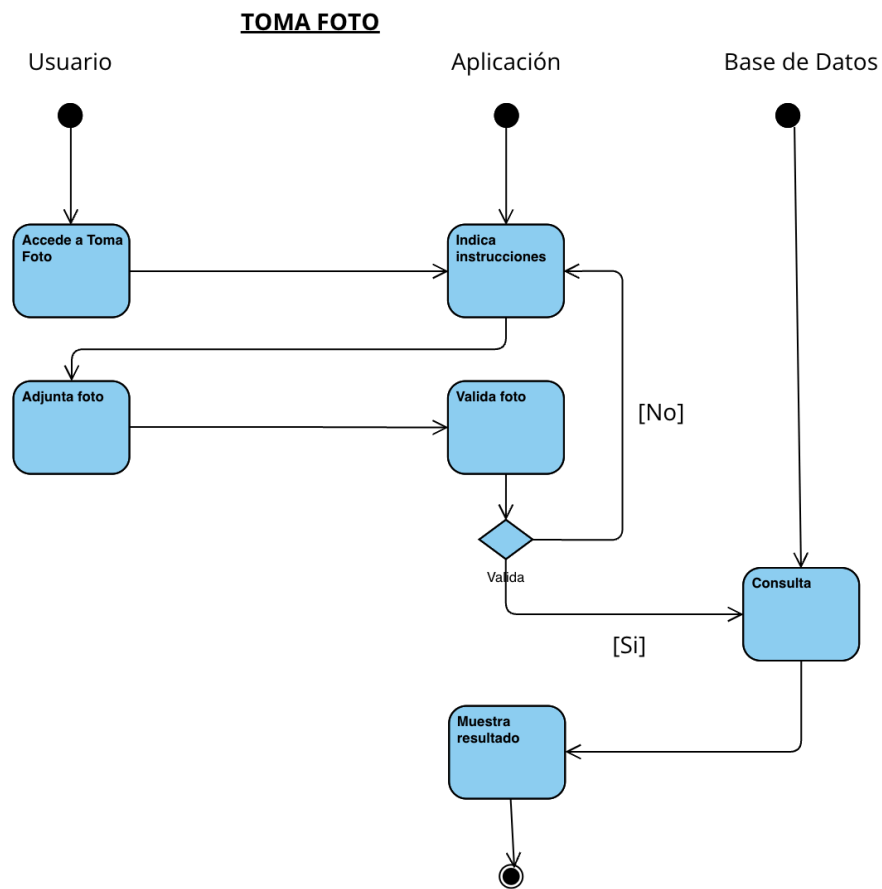 TOMA FOTO
Usuario
Aplicación
Base de Datos
Accede a Toma
Foto
Indica
instrucciones
Adjunta foto
Valida foto
[No]
Valida
Consulta
[Si]
Muestra
resultado